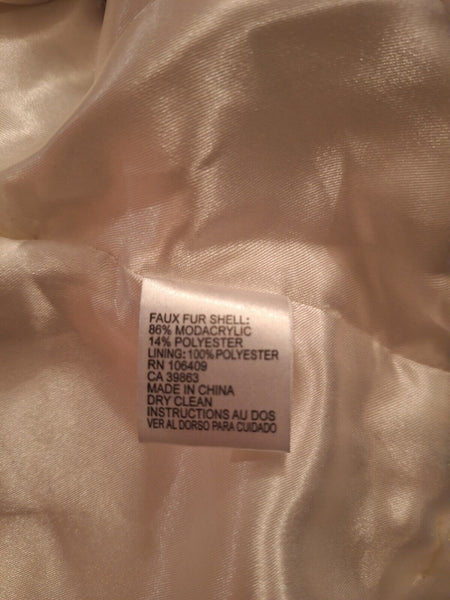 FAUX FUR SHELL:
86% MODACRYLIC
14% POLYESTER
LINING: 100% POLYESTER
RN 106409
CA 39863
MADE IN CHINA
DRY CLEAN
INSTRUCTIONS AU DOS
VER AL DORSO PARA CUIDADO